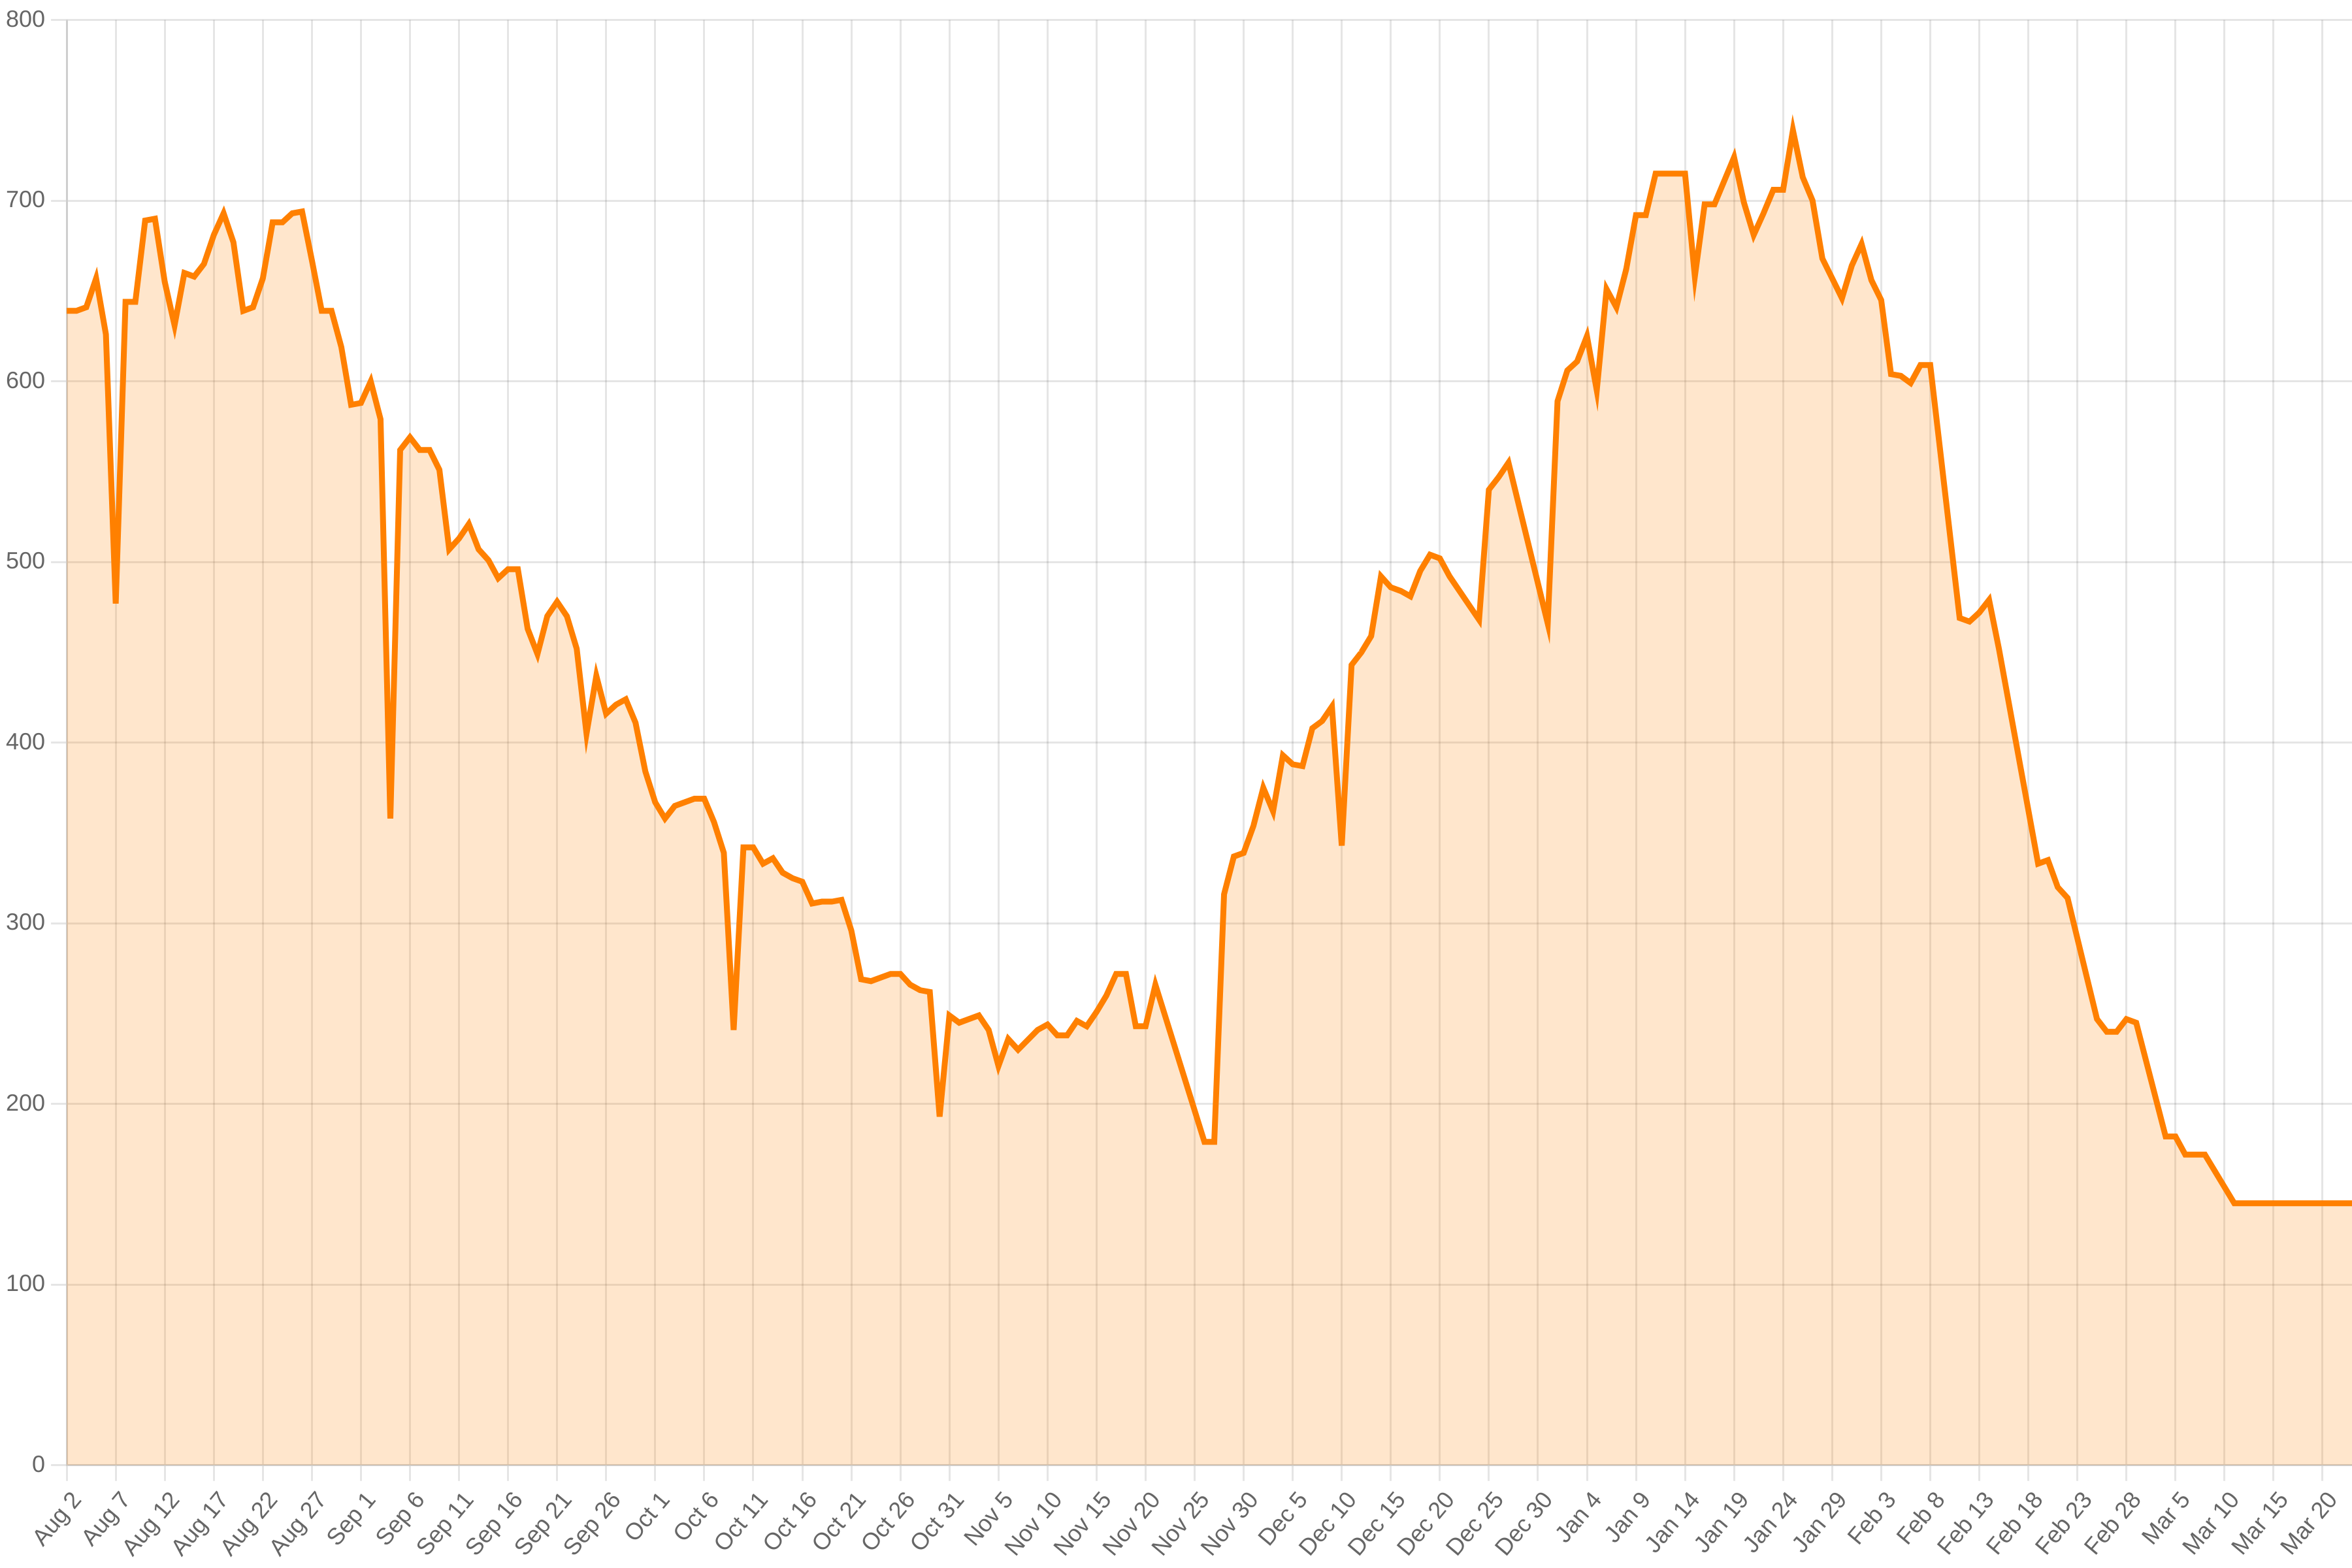 800
700
600
500
400
300
200
100
0
Aug 2
Aug 7
Aug 12
Aug 17
Aug 22
Aug 27
Sep 1
Sep 6
Sep 11
Sep 16
Sep 21
Sep 26
Oct 1
Oct 6
Oct 11
Oct 16
Oct 21
Oct 26
Oct 31
Nov 5
Nov 10
Nov 15
Nov 20
Nov 25
Nov 30
Dec 5
Dec 10
Dec 15
Dec 20
Dec 25
Dec 30
Jan 4
Jan 9
Jan 14
Jan 19
Jan 24
Jan 29
Feb 3
Feb 8
Feb 13
Feb 18
Feb 23
Feb 28
Mar 5
Mar 10
Mar 15
Mar 20